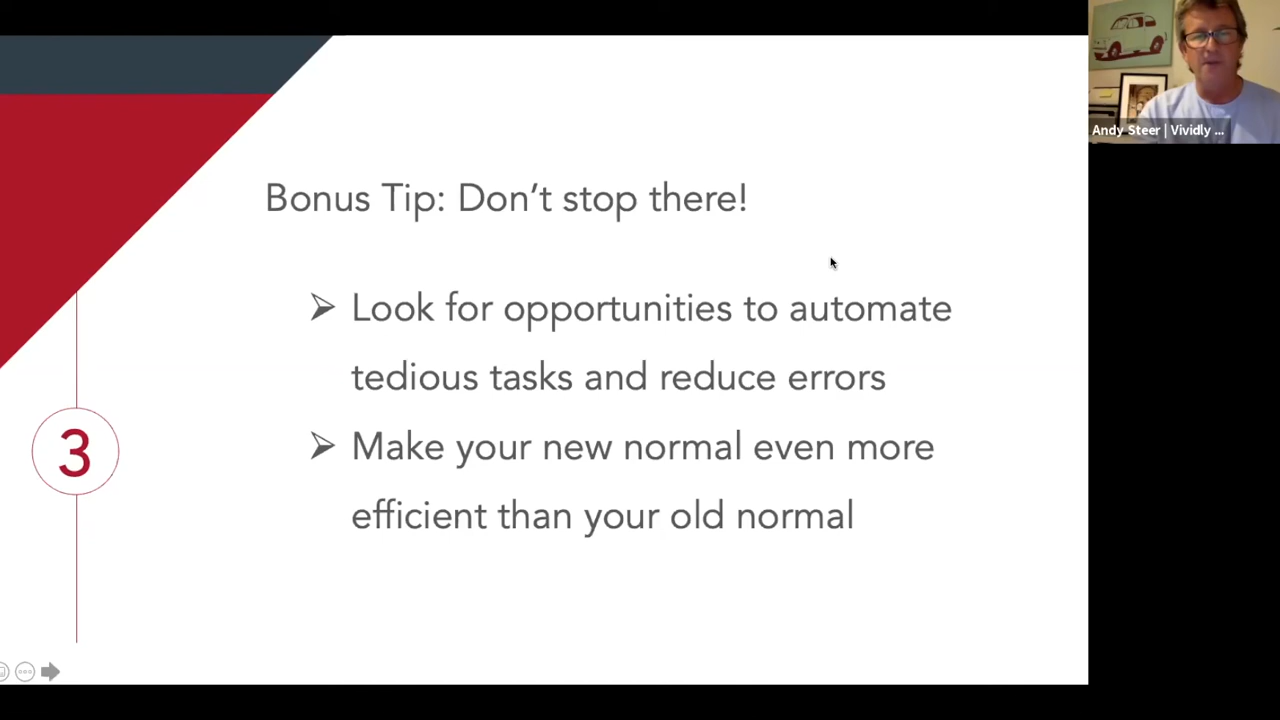 Andy Steer | Vividly ...
Bonus Tip: Don’t stop there!
➢ Look for opportunities to automate
tedious tasks and reduce errors
➢ Make your new normal even more
efficient than your old normal
3